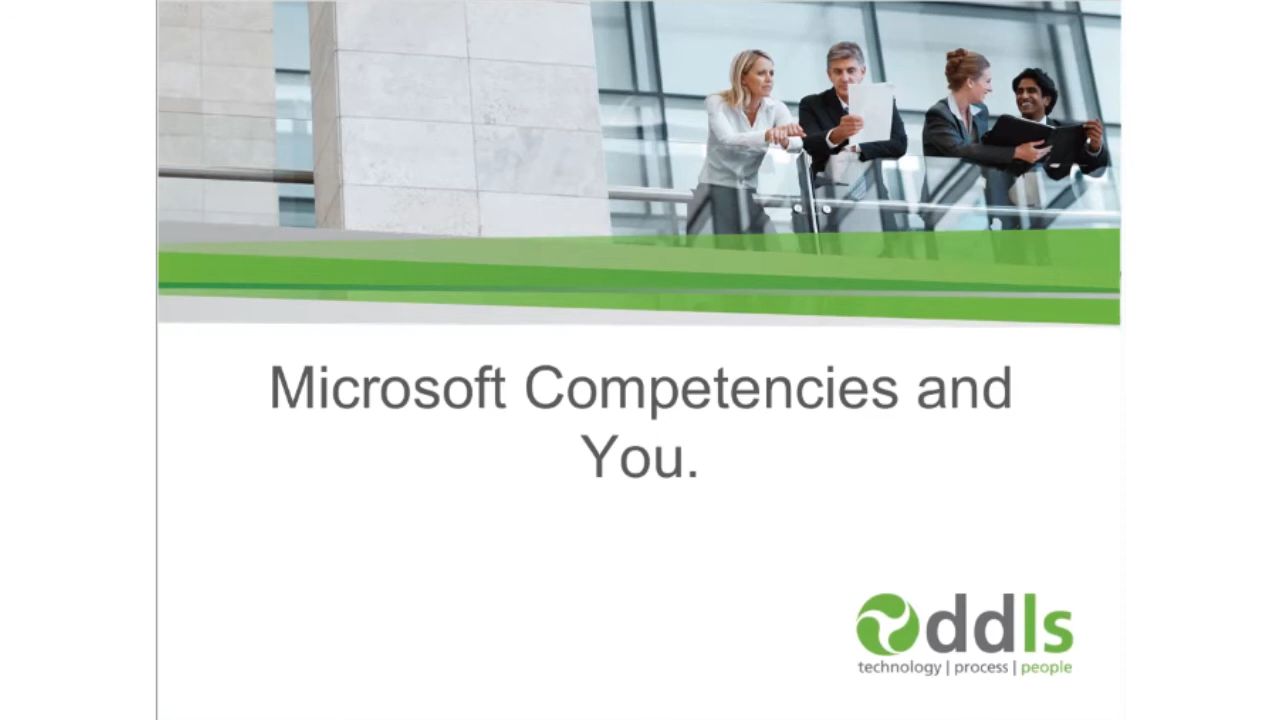 Microsoft Competencies and
You.
ddls
technology | process | people